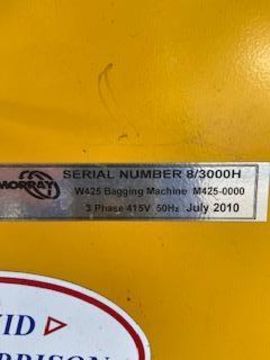 MORRAY
SERIAL NUMBER 8/3000H
W425 Bagging Machine M425-0000
3 Phase 415V 50Hz July 2010
VID
RRISON